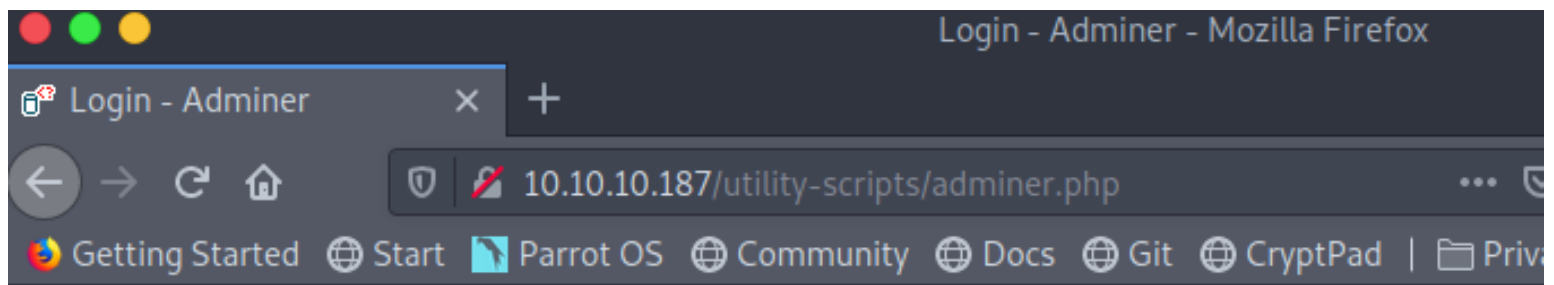 Login - Adminer - Mozilla Firefox
Login - Adminer
10.10.10.187/utility-scripts/adminer.php
Getting Started Start Parrot OS Community Docs Git CryptPad | Priva